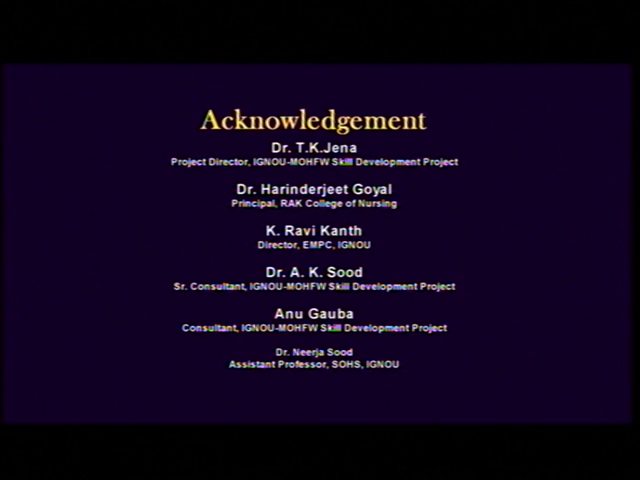 Acknowledgement
Dr. T.K.Jena
Project Director, IGNOU-MOHFW Skill Development Project
Dr. Harinderjeet Goyal
Principal, RAK College of Nursing
K. Ravi Kanth
Director, EMPC, IGNOU
Dr. A. K. Sood
Sr. Consultant, IGNOU-MOHFW Skill Development Project
Anu Gauba
Consultant, IGNOU-MOHFW Skill Development Project
Dr. Neerja Sood
Assistant Professor, SOHS, IGNOU